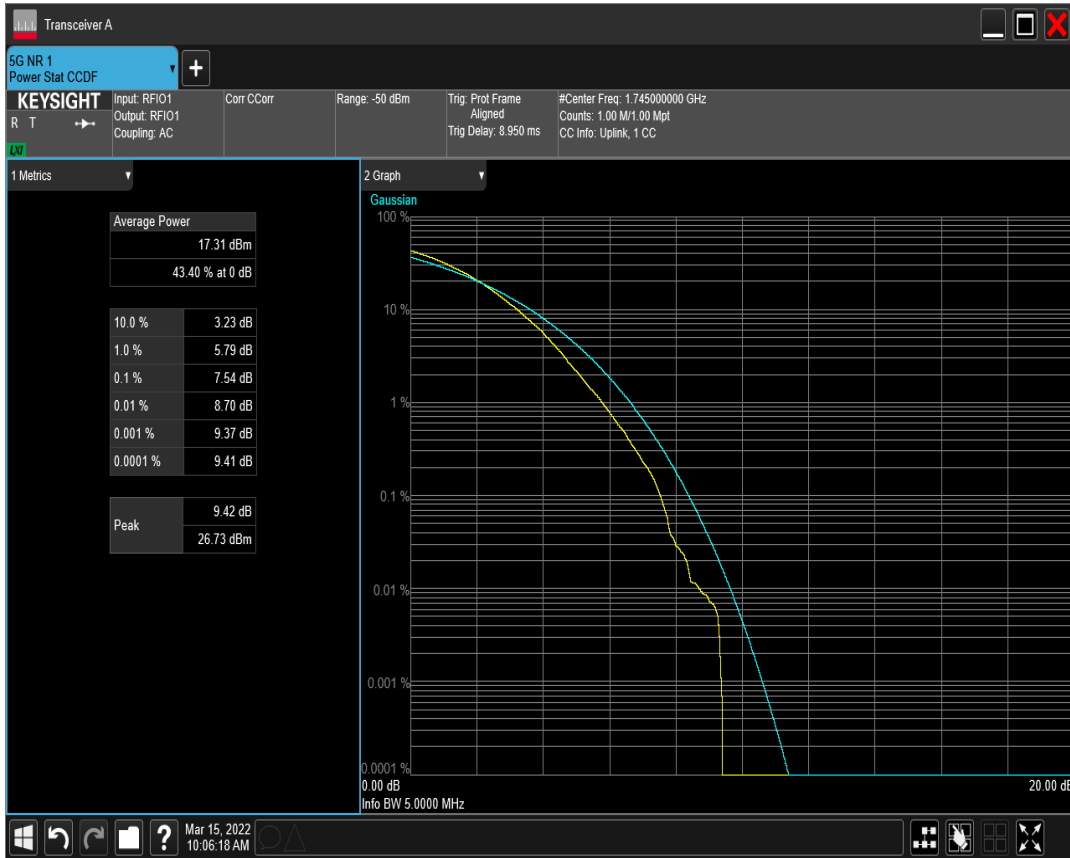 Transceiver A
5G NR 1
Power Stat CCDF
+
KEYSIGHT
R T
LXI
Input: RFIO1
Output: RFIO1
Coupling: AC
Corr CCorr
Range: -50 dBm
Trig: Prot Frame
Aligned
Trig Delay: 8.950 ms
#Center Freq: 1.745000000 GHz
Counts: 1.00 M/1.00 Mpt
CC Info: Uplink, 1 CC
1 Metrics
Average Power
17.31 dBm
43.40 % at 0 dB
10.0 % 3.23 dB
1.0 % 5.79 dB
0.1 % 7.54 dB
0.01 % 8.70 dB
0.001 % 9.37 dB
0.0001 % 9.41 dB
Peak 9.42 dB
26.73 dBm
2 Graph
Gaussian
100 %
10 %
1 %
0.1 %
0.01 %
0.001 %
0.0001 %
0.00 dB 20.00 dB
Info BW 5.0000 MHz
? Mar 15, 2022
10:06:18 AM